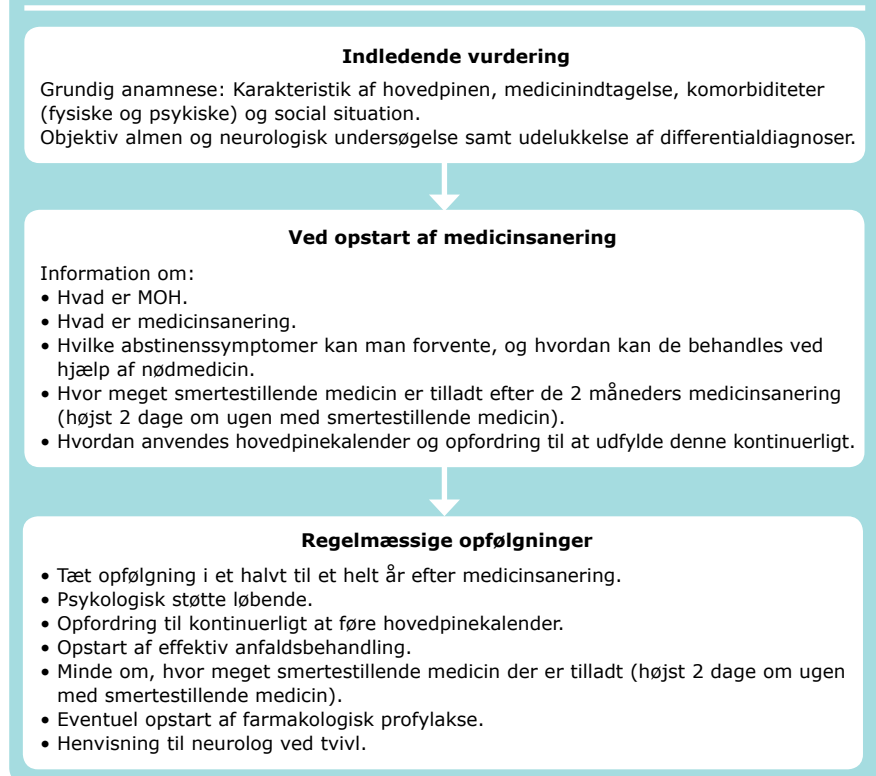 Indledende vurdering
Grundig anamnese: Karakteristik af hovedpinen, medicinindtagelse, komorbiditeter
(fysiske og psykiske) og social situation.
Objektiv almen og neurologisk undersøgelse samt udelukkelse af differentialdiagnoser.
Ved opstart af medicinsanering
Information om:
• Hvad er MOH.
• Hvad er medicinsanering.
• Hvilke abstinenssymptomer kan man forvente, og hvordan kan de behandles ved
hjælp af nødmedicin.
• Hvor meget smertestillende medicin er tilladt efter de 2 måneders medicinsanering
(højst 2 dage om ugen med smertestillende medicin).
• Hvordan anvendes hovedpinekalender og opfordring til at udfylde denne kontinuerligt.
Regelmæssige opfølgninger
• Tæt opfølgning i et halvt til et helt år efter medicinsanering.
• Psykologisk støtte løbende.
• Opfordring til kontinuerligt at føre hovedpinekalender.
• Opstart af effektiv anfaldsbehandling.
• Minde om, hvor meget smertestillende medicin der er tilladt (højst 2 dage om ugen
med smertestillende medicin).
• Eventuel opstart af farmakologisk profylakse.
• Henvisning til neurolog ved tvivl.